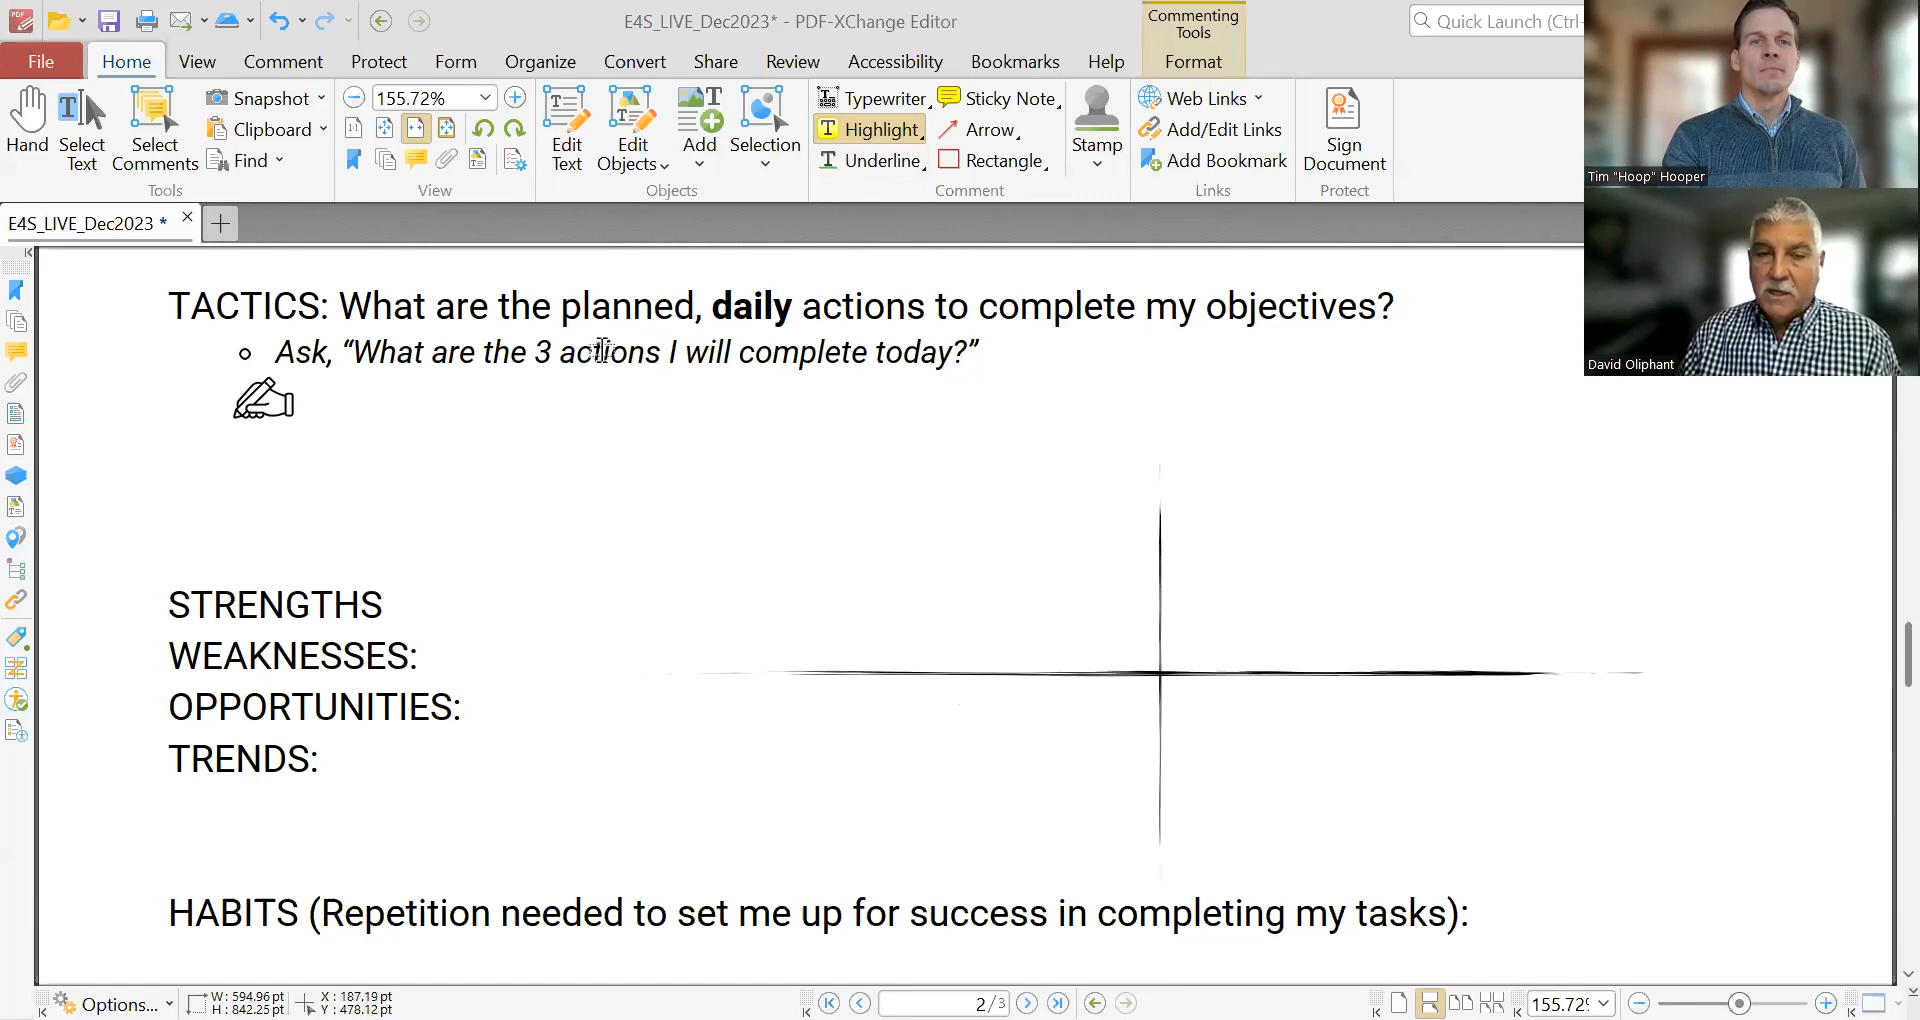 E4S_LIVE_Dec2023* - PDF-XChange Editor
Commenting Tools
Quick Launch (Ctrl-
File
Home
View
Comment
Protect
Form
Organize
Convert
Share
Review
Accessibility
Bookmarks
Help
Format
Hand
Select Text
Select Comments
Tools
Snapshot
Clipboard
Find
155.72%
View
Edit Text
Edit Objects
Add
Selection
Objects
Typewriter
Highlight
Underline
Sticky Note
Arrow
Rectangle
Stamp
Comment
Web Links
Add/Edit Links
Add Bookmark
Links
Sign Document
Protect
Tim "Hoop" Hooper
David Oliphant
E4S_LIVE_Dec2023 *
TACTICS: What are the planned, daily actions to complete my objectives?
Ask, “What are the 3 actions I will complete today?”
STRENGTHS
WEAKNESSES:
OPPORTUNITIES:
TRENDS:
HABITS (Repetition needed to set me up for success in completing my tasks):
Options...
W: 594.96 pt
H: 842.25 pt
X: 187.19 pt
Y: 478.12 pt
2/3
155.72